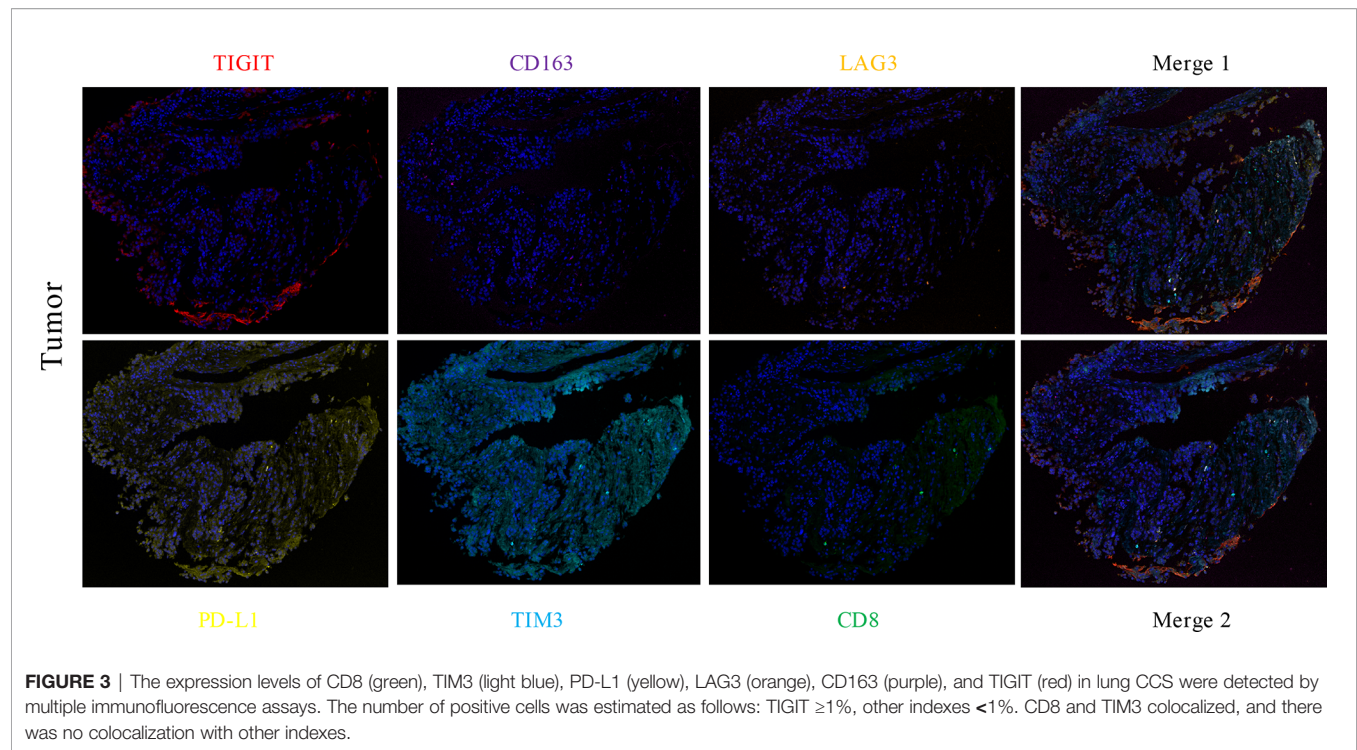 TIGIT CD163 LAG3 Merge 1
Tumor
PD-L1 TIM3 CD8 Merge 2
FIGURE 3 | The expression levels of CD8 (green), TIM3 (light blue), PD-L1 (yellow), LAG3 (orange), CD163 (purple), and TIGIT (red) in lung CCS were detected by
multiple immunofluorescence assays. The number of positive cells was estimated as follows: TIGIT ≥1%, other indexes <1%. CD8 and TIM3 colocalized, and there
was no colocalization with other indexes.